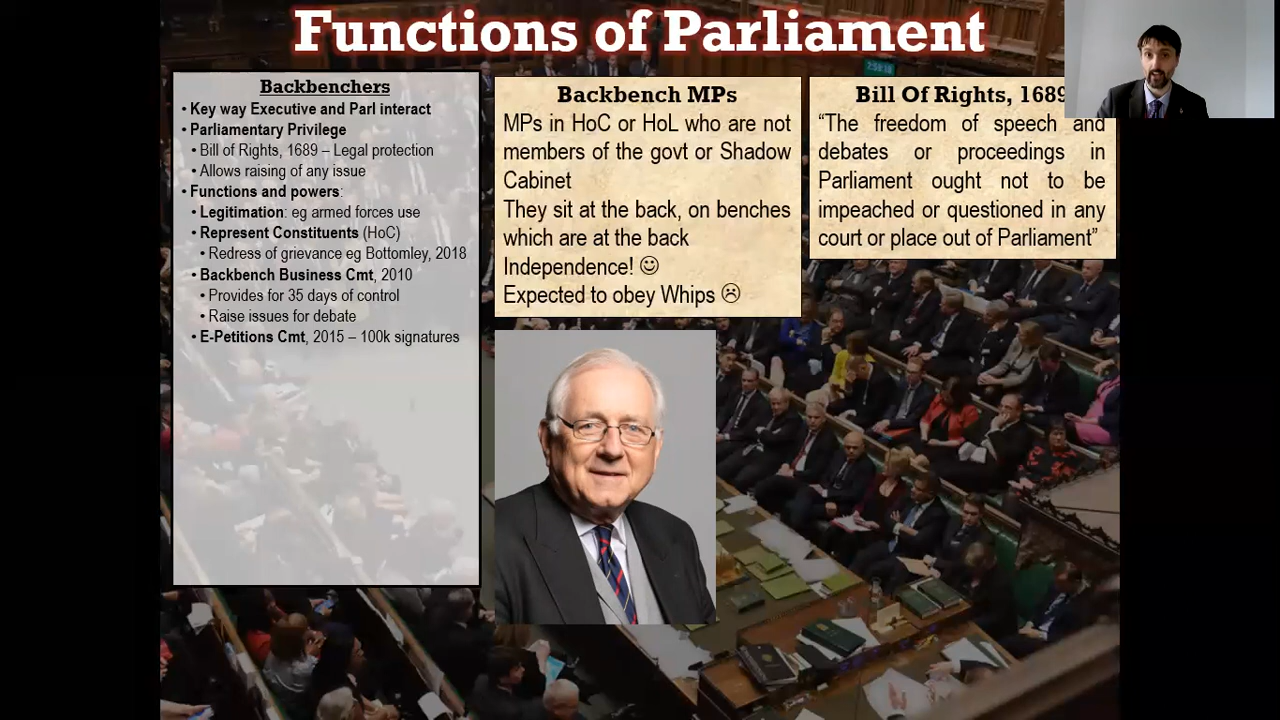 Functions of Parliament
Backbenchers
• Key way Executive and Parl interact
• Parliamentary Privilege
• Bill of Rights, 1689 – Legal protection
• Allows raising of any issue
• Functions and powers:
• Legitimation: eg armed forces use
• Represent Constituents (HoC)
• Redress of grievance eg Bottomley, 2018
• Backbench Business Cmt, 2010
• Provides for 35 days of control
• Raise issues for debate
• E-Petitions Cmt, 2015 – 100k signatures
Backbench MPs
MPs in HoC or HoL who are not
members of the govt or Shadow
Cabinet
They sit at the back, on benches
which are at the back
Independence! ☺
Expected to obey Whips ☹
Bill Of Rights, 1689
“The freedom of speech and
debates or proceedings in
Parliament ought not to be
impeached or questioned in any
court or place out of Parliament”